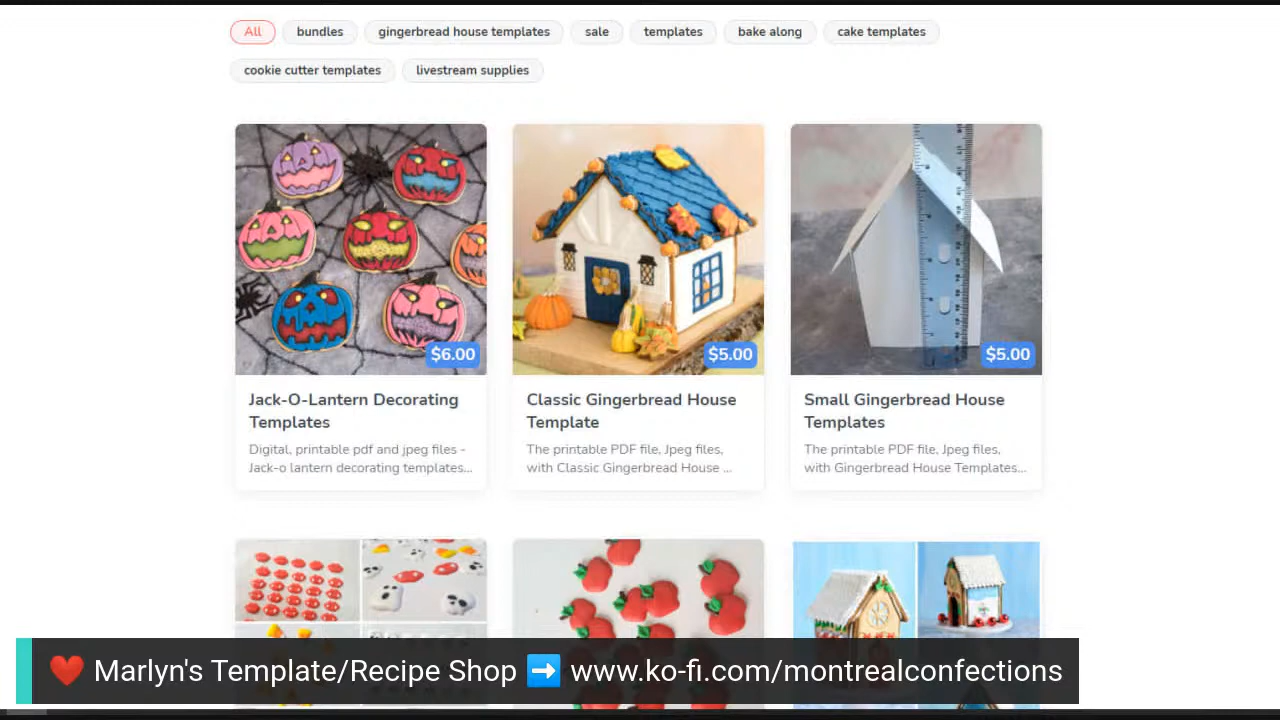 All
bundles
gingerbread house templates
sale
templates
bake along
cake templates
cookie cutter templates
livestream supplies
$6.00
$5.00
$5.00
Jack-O-Lantern Decorating
Templates
Digital, printable pdf and jpeg files -
Jack-o lantern decorating templates...
Classic Gingerbread House
Template
The printable PDF file, Jpeg files,
with Classic Gingerbread House ...
Small Gingerbread House
Templates
The printable PDF file, Jpeg files,
with Gingerbread House Templates...
❤️ Marlyn's Template/Recipe Shop ➡️ www.ko-fi.com/montrealconfections